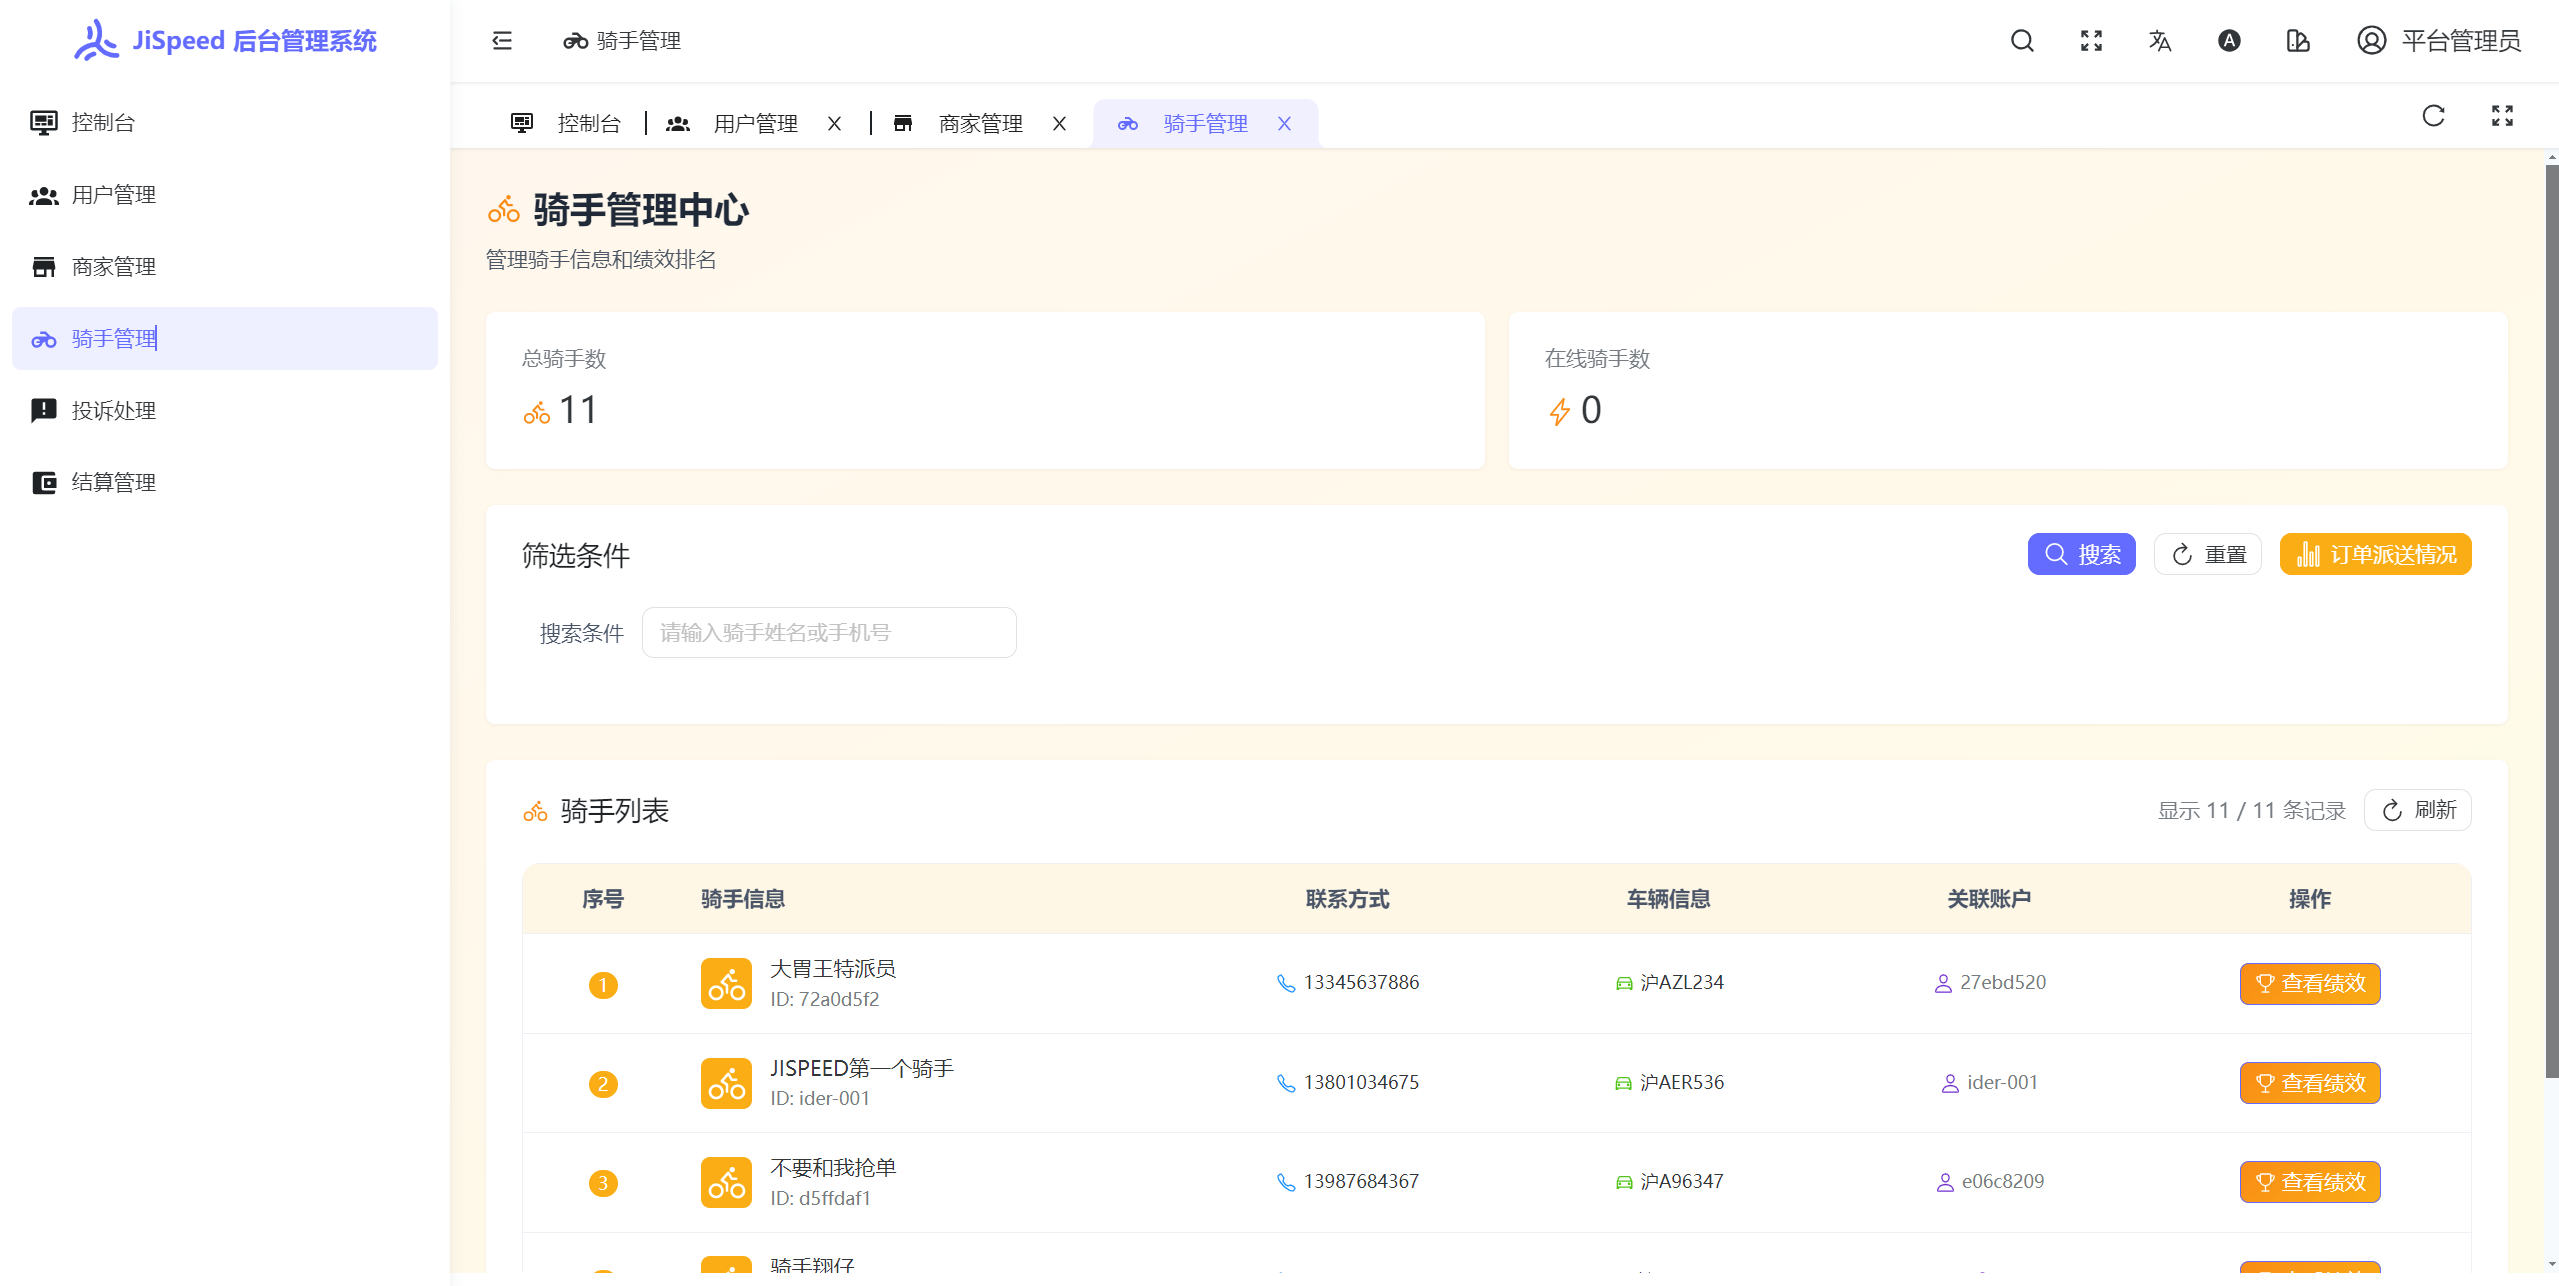 JiSpeed 后台管理系统
骑手管理
平台管理员
控制台
用户管理
商家管理
骑手管理
投诉处理
结算管理
控制台 用户管理 X 商家管理 X 骑手管理 X
骑手管理中心
管理骑手信息和绩效排名
总骑手数
11
在线骑手数
0
筛选条件
搜索 重置 订单派送情况
搜索条件 请输入骑手姓名或手机号
骑手列表
显示 11 / 11 条记录 刷新
序号 骑手信息 联系方式 车辆信息 关联账户 操作
1 大胃王特派员 13345637886 沪AZL234 27ebd520 查看绩效
ID: 72a0d5f2
2 JISPEED第一个骑手 13801034675 沪AER536 ider-001 查看绩效
ID: ider-001
3 不要和我抢单 13987684367 沪A96347 e06c8209 查看绩效
ID: d5ffdaf1
骑手翔仔